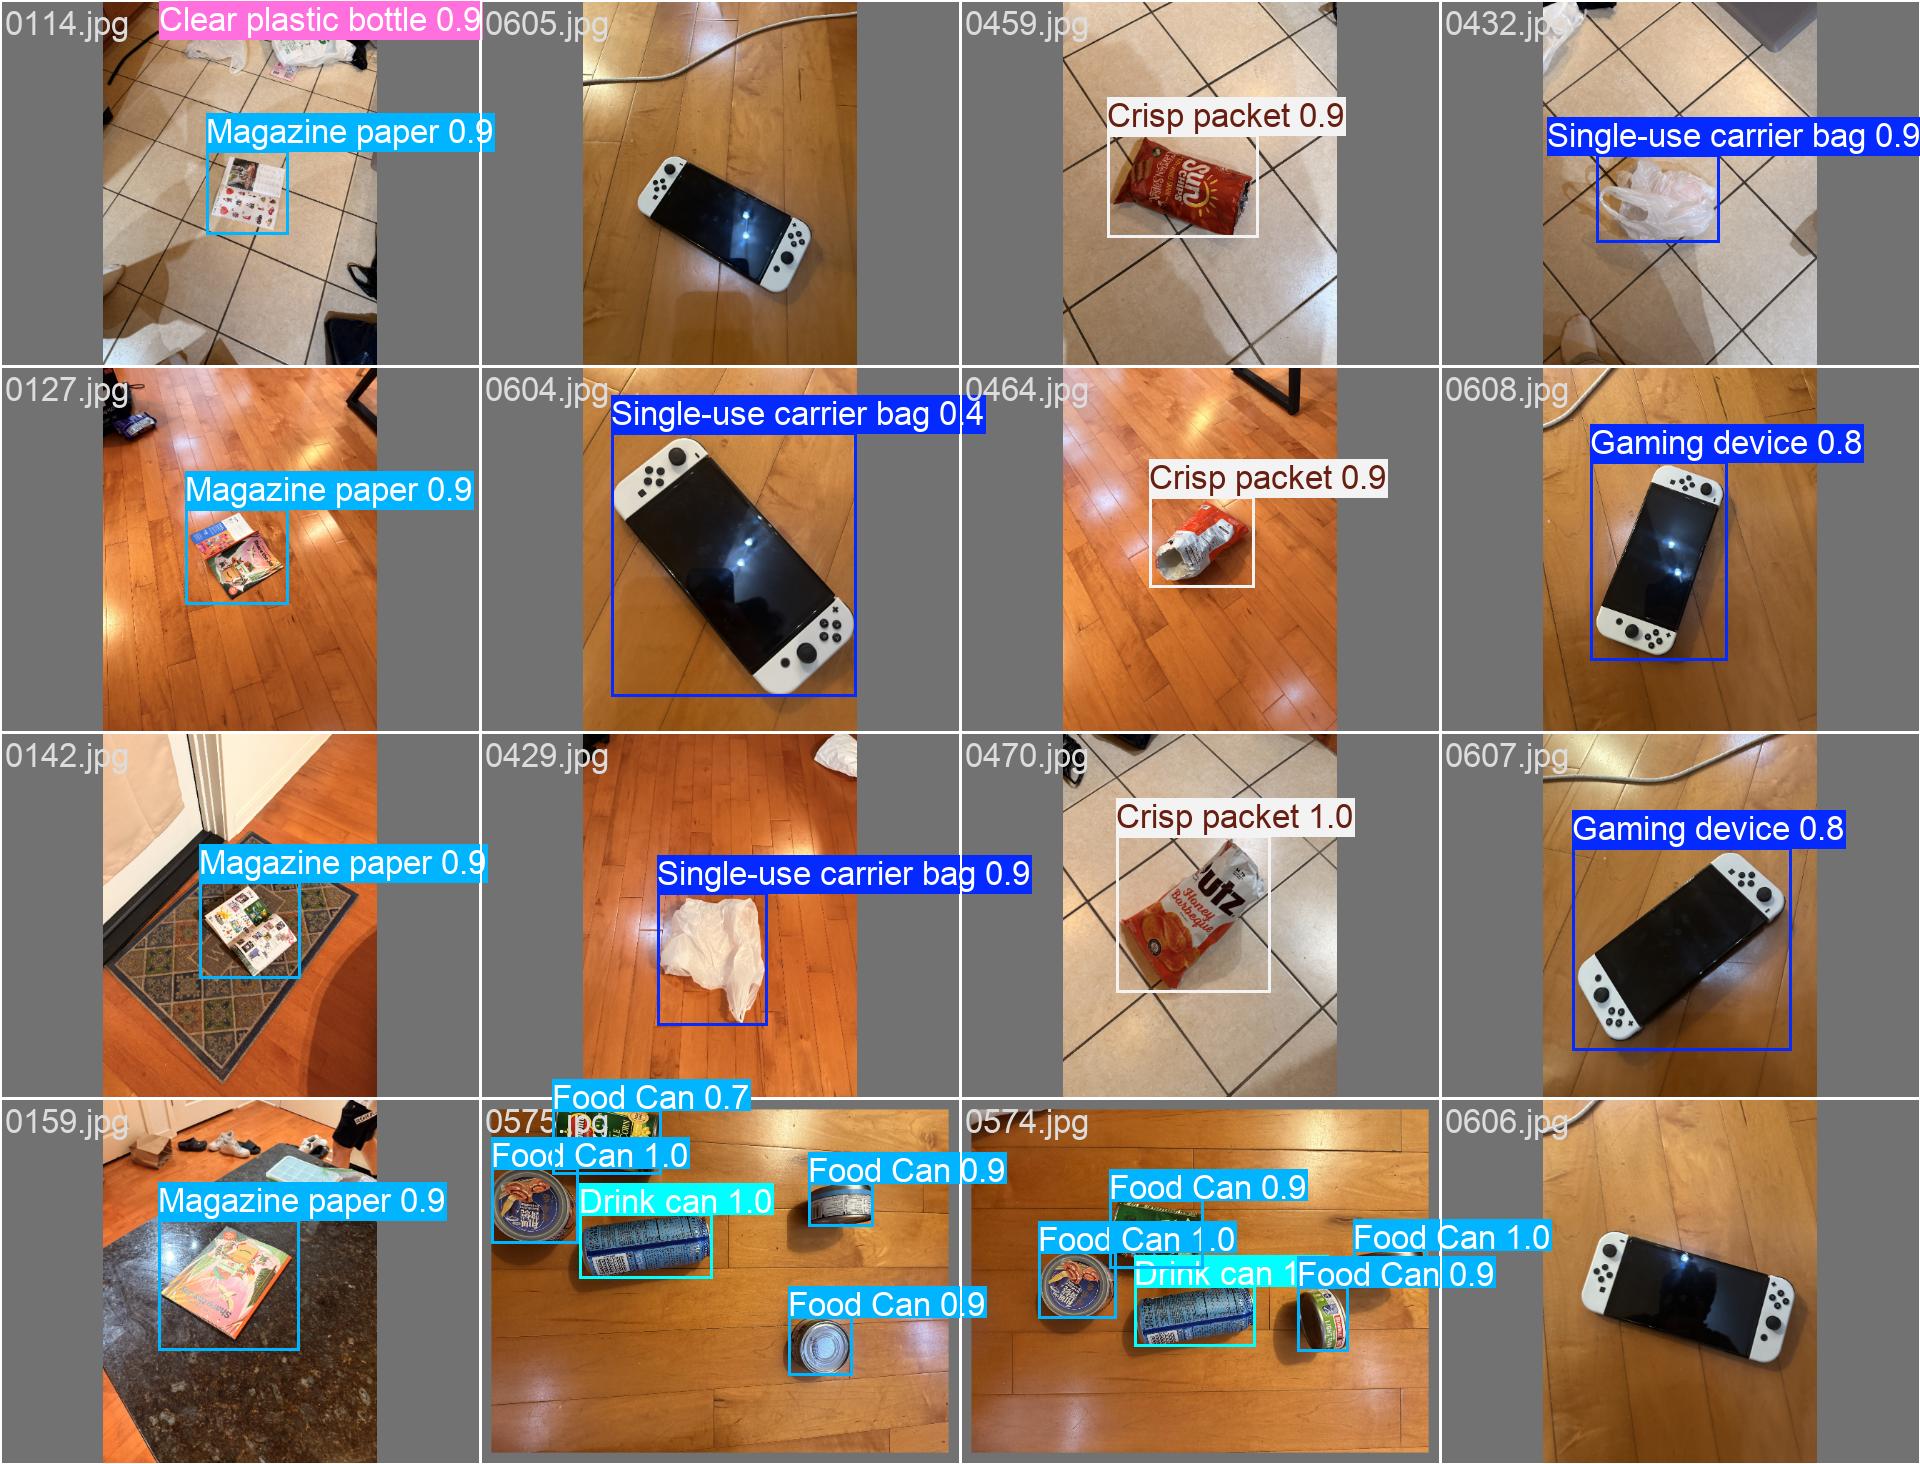 0114.jpg
Clear plastic bottle 0.9
Magazine paper 0.9
0605.jpg
0459.jpg
Crisp packet 0.9
Sun
CHIPS
0432.jpg
Single-use carrier bag 0.9
0127.jpg
Magazine paper 0.9
0604.jpg
Single-use carrier bag 0.4
0464.jpg
Crisp packet 0.9
0608.jpg
Gaming device 0.8
0142.jpg
Magazine paper 0.9
0429.jpg
Single-use carrier bag 0.9
0470.jpg
Crisp packet 1.0
utz
Honey
Barbeque
0607.jpg
Gaming device 0.8
0159.jpg
Magazine paper 0.9
0575
Food Can 0.7
Food Can 1.0
Drink can 1.0
Food Can 0.9
Food Can 0.9
0574.jpg
Food Can 0.9
Food Can 1.0
Drink can 1
Food Can 1.0
Food Can 0.9
0606.jpg